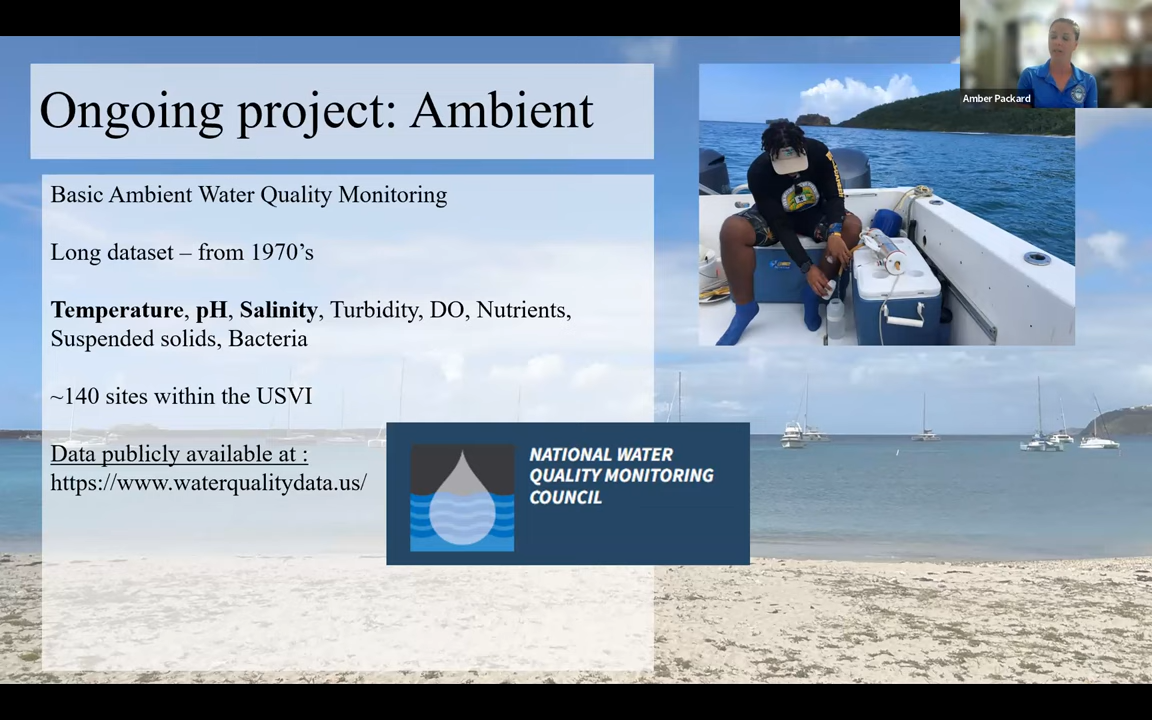 Ongoing project: Ambient
Amber Packard
Basic Ambient Water Quality Monitoring
Long dataset – from 1970’s
Temperature, pH, Salinity, Turbidity, DO, Nutrients,
Suspended solids, Bacteria
~140 sites within the USVI
Data publicly available at :
https://www.waterqualitydata.us/
NATIONAL WATER
QUALITY MONITORING
COUNCIL